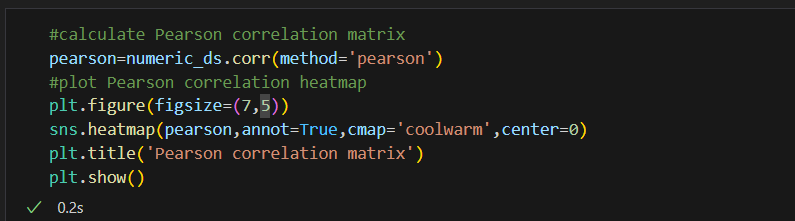 #calculate Pearson correlation matrix
pearson=numeric_ds.corr(method='pearson')
#plot Pearson correlation heatmap
plt.figure(figsize=(7,5))
sns.heatmap(pearson,annot=True,cmap='coolwarm',center=0)
plt.title('Pearson correlation matrix')
plt.show()
0.2s